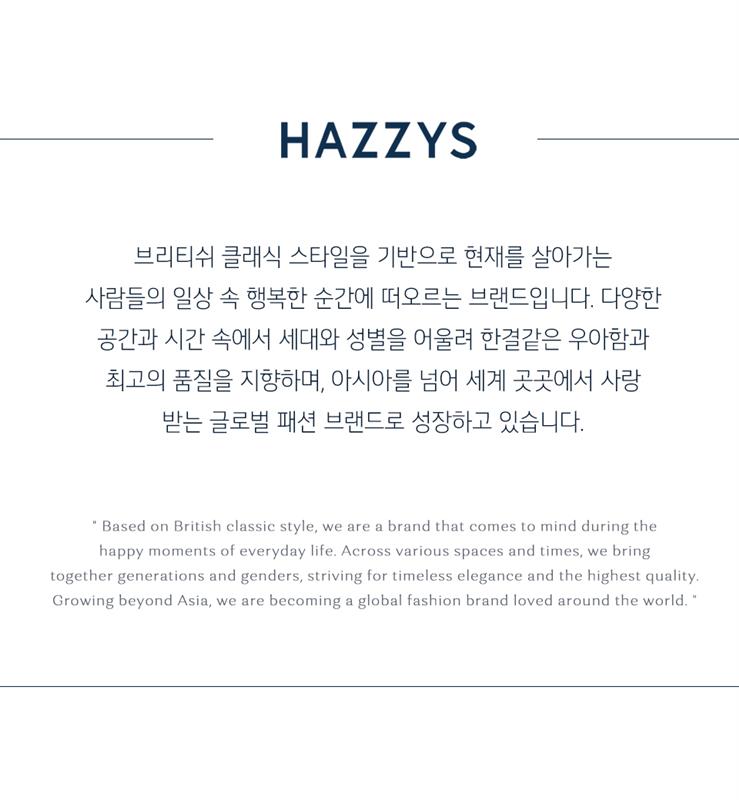 HAZZYS
브리티쉬 클래식 스타일을 기반으로 현재를 살아가는
사람들의 일상 속 행복한 순간에 떠오르는 브랜드입니다. 다양한
공간과 시간 속에서 세대와 성별을 어울려 한결같은 우아함과
최고의 품질을 지향하며, 아시아를 넘어 세계 곳곳에서 사랑
받는 글로벌 패션 브랜드로 성장하고 있습니다.
" Based on British classic style, we are a brand that comes to mind during the
happy moments of everyday life. Across various spaces and times, we bring
together generations and genders, striving for timeless elegance and the highest quality.
Growing beyond Asia, we are becoming a global fashion brand loved around the world. "